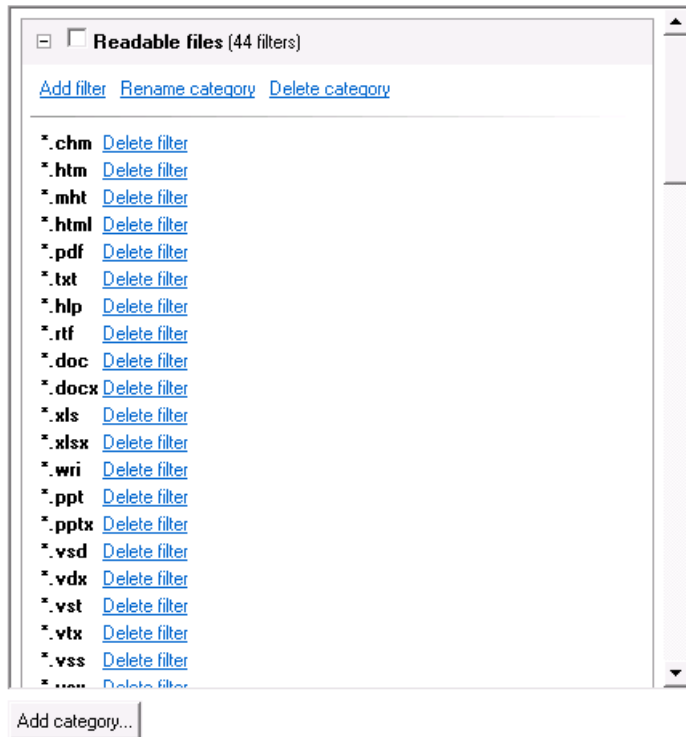 Readable files (44 filters)
Add filter Rename category Delete category
*.chm Delete filter
*.htm Delete filter
*.mht Delete filter
*.html Delete filter
*.pdf Delete filter
*.txt Delete filter
*.hlp Delete filter
*.rtf Delete filter
*.doc Delete filter
*.docx Delete filter
*.xls Delete filter
*.xlsx Delete filter
*.wri Delete filter
*.ppt Delete filter
*.pptx Delete filter
*.vsd Delete filter
*.vdx Delete filter
*.vst Delete filter
*.vtx Delete filter
*.vss Delete filter
Delete filter
Add category...